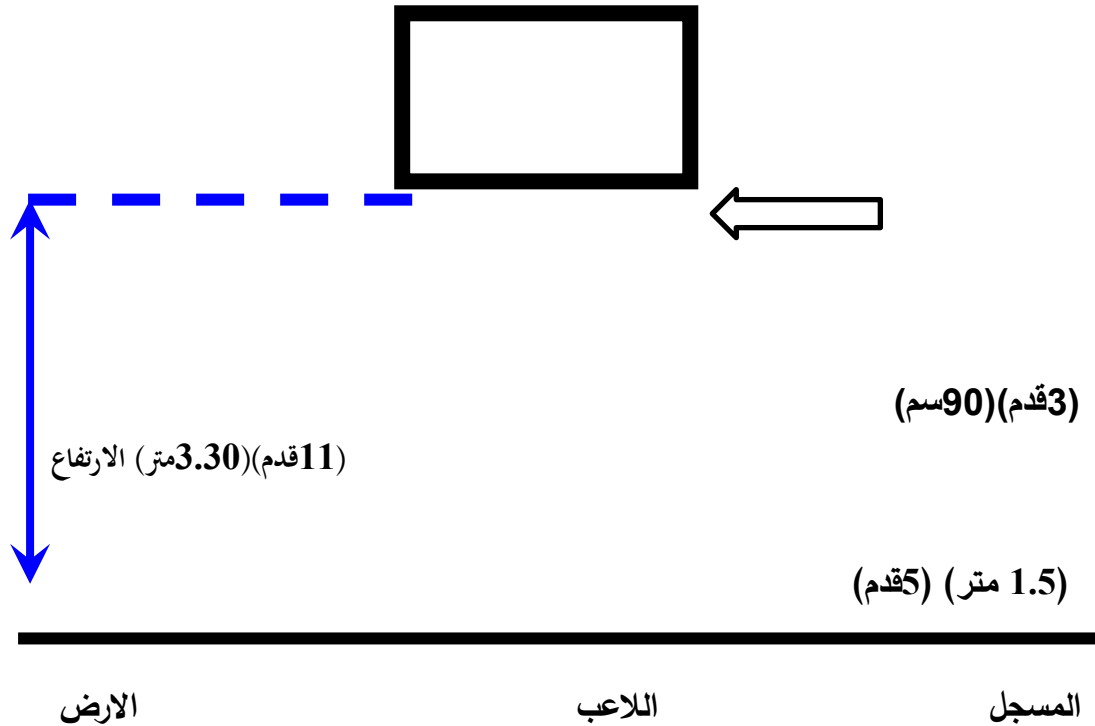 (3قدم)(90سم)
(11قدم)(3.30متر) الارتفاع
(1.5 متر) (5قدم)
المسجل اللاعب الارض